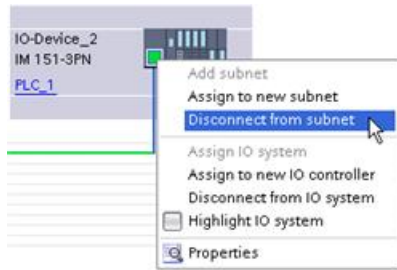 IO-Device_2
IM 151-3PN
PLC_1
Add subnet
Assign to new subnet
Disconnect from subnet
Assign IO system
Assign to new IO controller
Disconnect from IO system
Highlight IO system
Properties